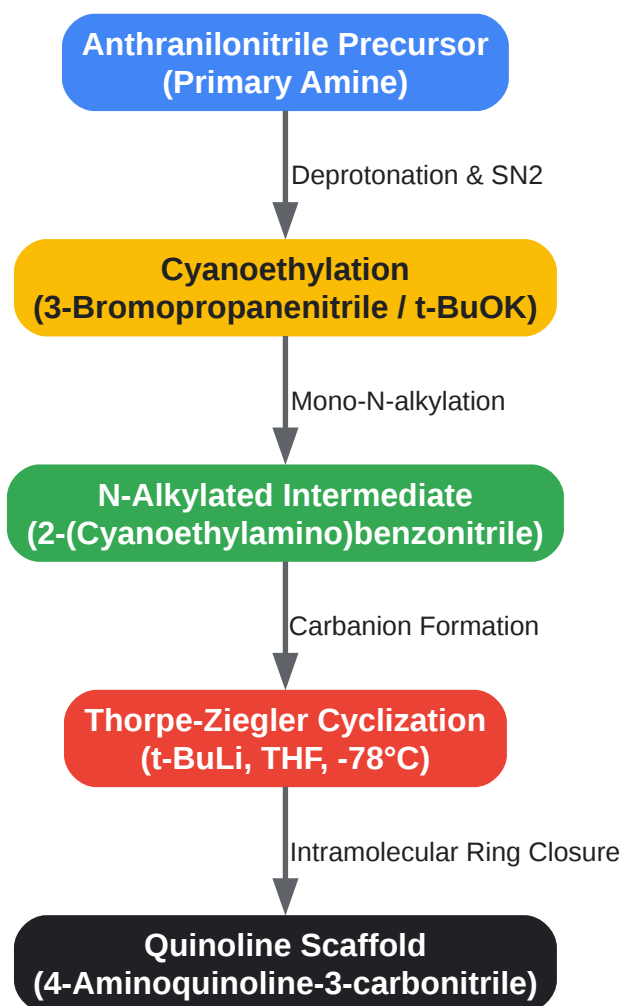 Anthranilonitrile Precursor
(Primary Amine)
Deprotonation & SN2
Cyanoethylation
(3-Bromopropanenitrile / t-BuOK)
Mono-N-alkylation
N-Alkylated Intermediate
(2-(Cyanoethylamino)benzonitrile)
Carbanion Formation
Thorpe-Ziegler Cyclization
(t-BuLi, THF, -78°C)
Intramolecular Ring Closure
Quinoline Scaffold
(4-Aminoquinoline-3-carbonitrile)